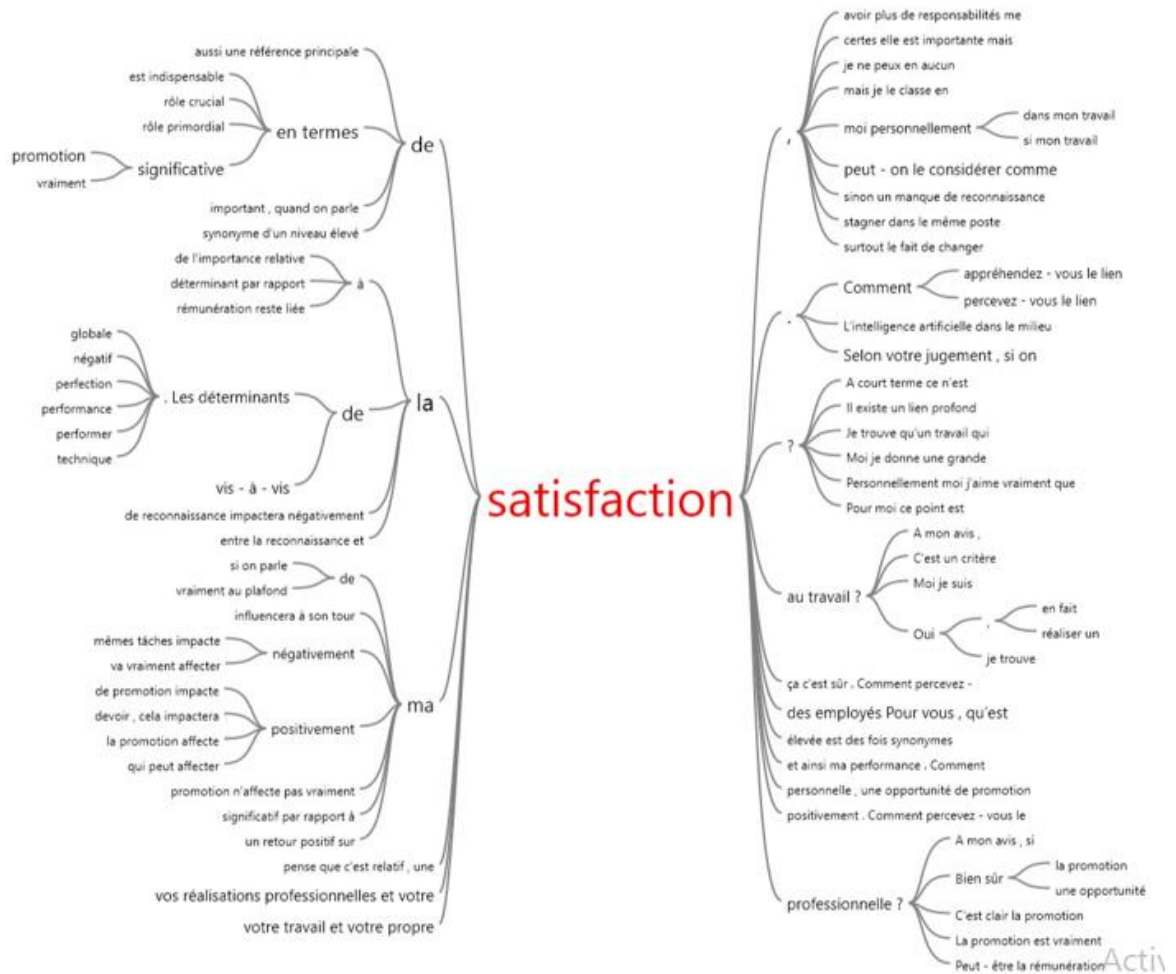 aussi une référence principale
est indispensable
rôle crucial
rôle primordial
en termes
promotion
vraiment
significative
de
important , quand on parle
synonyme d'un niveau élevé
de l'importance relative
déterminant par rapport
rémunération reste liée
à
globale
négatif
perfection
performance
performer
technique
. Les déterminants
de
la
vis - à - vis
de reconnaissance impactera négativement
entre la reconnaissance et
si on parle
vraiment au plafond
de
influencera à son tour
mêmes tâches impacte
va vraiment affecter
négativement
de promotion impacte
devoir , cela impactera
la promotion affecte
qui peut affecter
positivement
ma
promotion n'affecte pas vraiment
significatif par rapport à
un retour positif sur
pense que c'est relatif , une
vos réalisations professionnelles et votre
votre travail et votre propre
satisfaction
,
avoir plus de responsabilités me
certes elle est importante mais
je ne peux en aucun
mais je le classe en
moi personnellement
dans mon travail
si mon travail
peut - on le considérer comme
sinon un manque de reconnaissance
stagner dans le même poste
surtout le fait de changer
.
Comment
appréhendez - vous le lien
percevez - vous le lien
L'intelligence artificielle dans le milieu
Selon votre jugement , si on
?
A court terme ce n'est
Il existe un lien profond
Je trouve qu'un travail qui
Moi je donne une grande
Personnellement moi j'aime vraiment que
Pour moi ce point est
au travail ?
A mon avis ,
C'est un critère
Moi je suis
Oui
,
en fait
réaliser un
je trouve
ça c'est sûr . Comment percevez -
des employés Pour vous , qu'est
élevée est des fois synonymes
et ainsi ma performance . Comment
personnelle , une opportunité de promotion
positivement . Comment percevez - vous le
professionnelle ?
A mon avis , si
Bien sûr
la promotion
une opportunité
C'est clair la promotion
La promotion est vraiment
Peut - être la rémunération
Activ